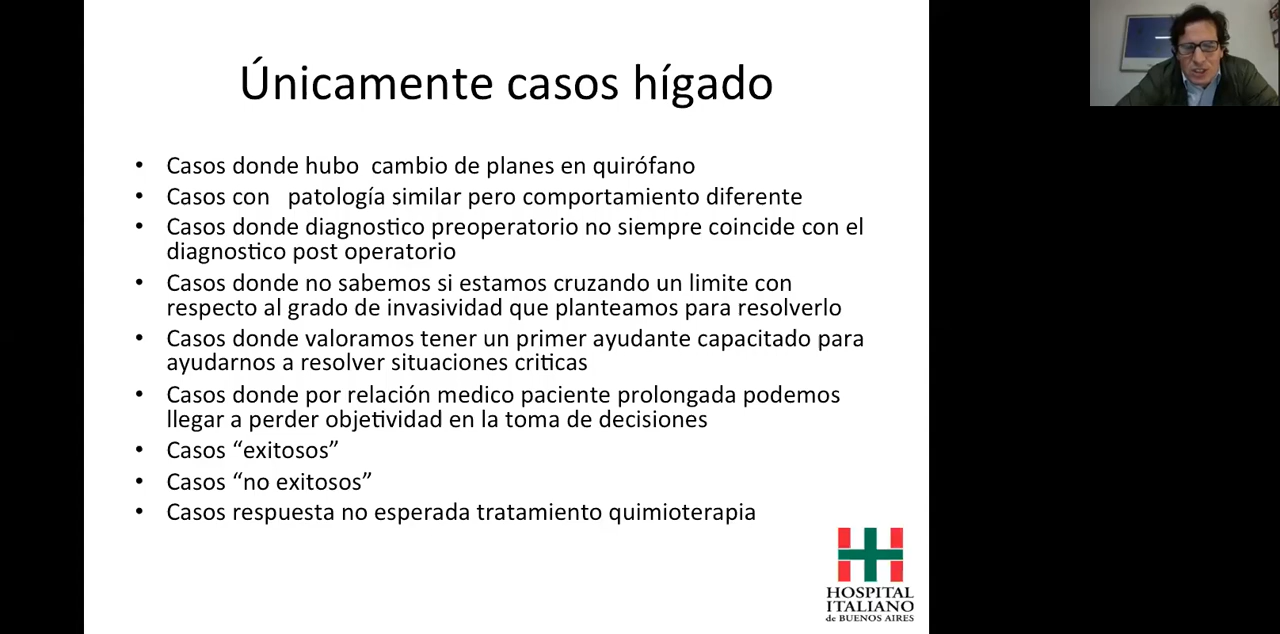 Únicamente casos hígado
• Casos donde hubo  cambio de planes en quirófano
• Casos con   patología similar pero comportamiento diferente
• Casos donde diagnostico preoperatorio no siempre coincide con el
diagnostico post operatorio
• Casos donde no sabemos si estamos cruzando un limite con
respecto al grado de invasividad que planteamos para resolverlo
• Casos donde valoramos tener un primer ayudante capacitado para
ayudarnos a resolver situaciones criticas
• Casos donde por relación medico paciente prolongada podemos
llegar a perder objetividad en la toma de decisiones
• Casos “exitosos”
• Casos “no exitosos”
• Casos respuesta no esperada tratamiento quimioterapia
HOSPITAL
ITALIANO
de BUENOS AIRES